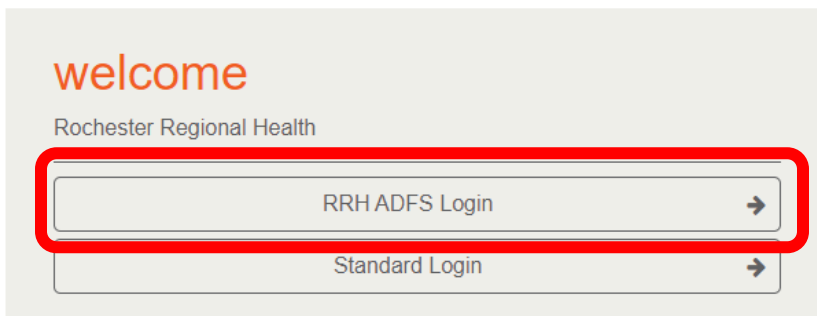 welcome
Rochester Regional Health
RRH ADFS Login
Standard Login